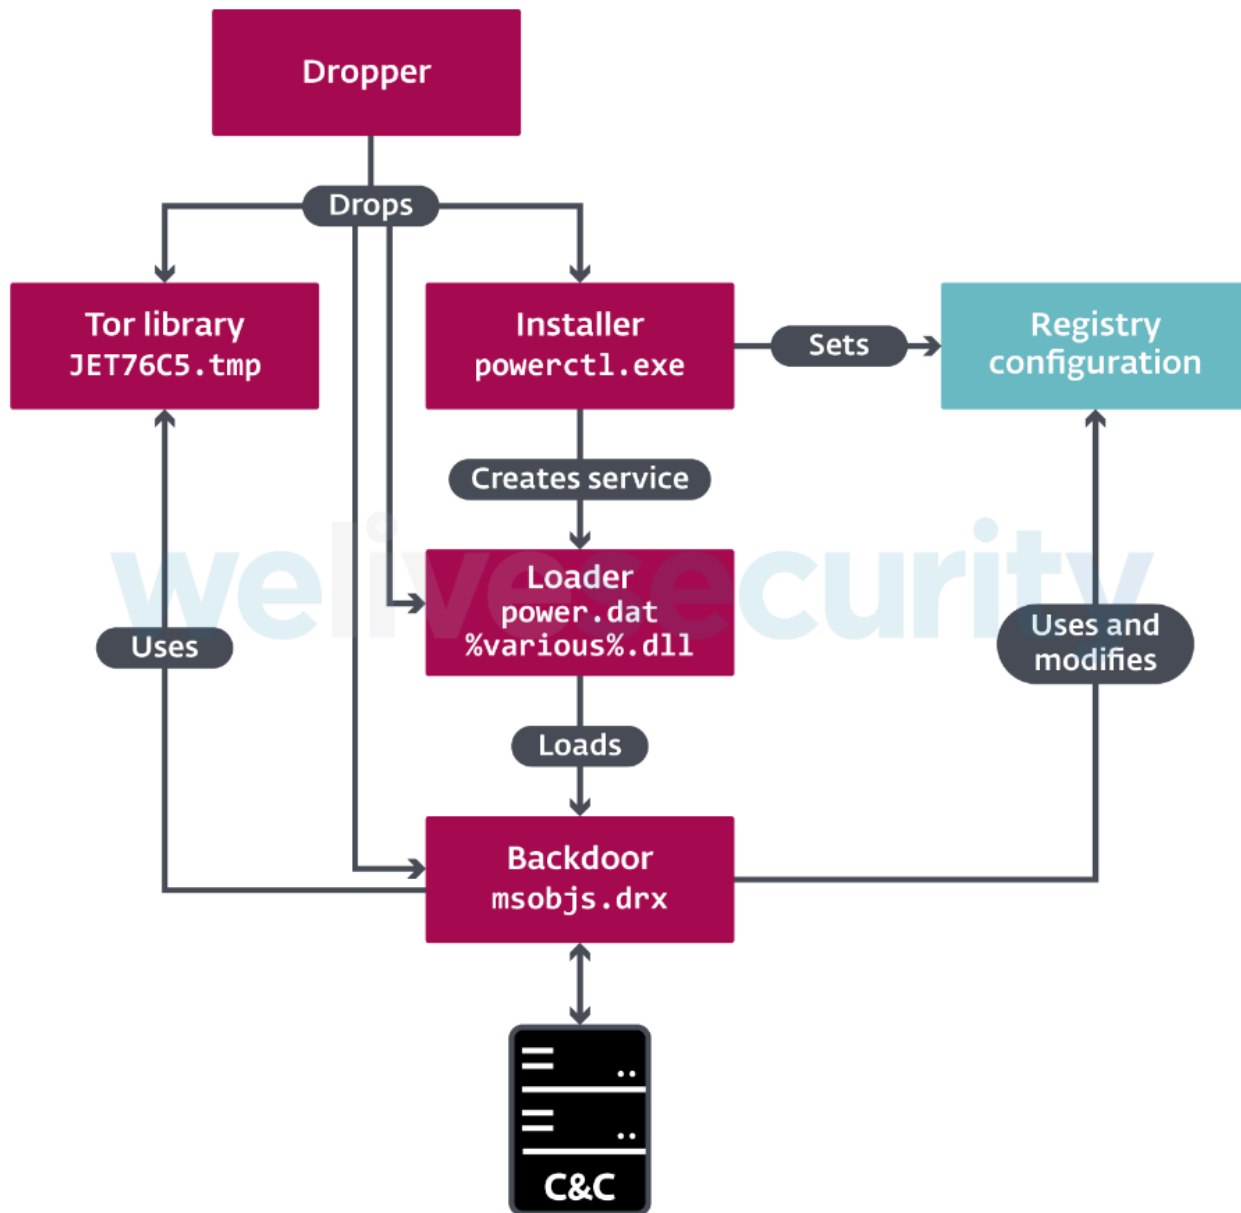 Dropper
Drops
Tor library
JET76C5.tmp
Installer
powerctl.exe
Sets
Registry
configuration
Creates service
welivesecurity
Loader
power.dat
%various%.dll
Uses
Uses and
modifies
Loads
Backdoor
msobjs.drx
C&C